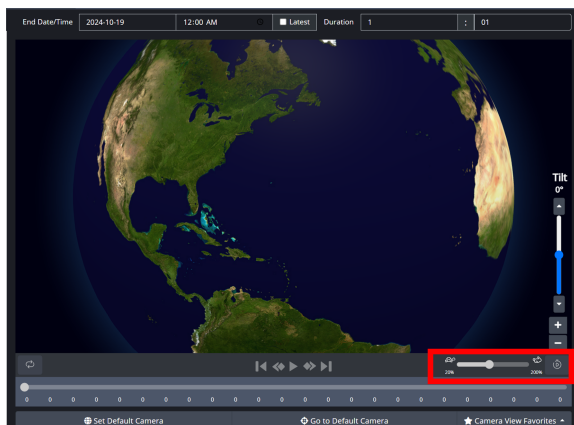 End Date/Time 2024-10-19 12:00 AM Latest Duration 1 : 01
Tilt
0°
+
−
20% 200%
0 0 0 0 0 0 0 0 0 0 0 0 0 0 0 0 0 0 0 0 0 0 0 0
Set Default Camera Go to Default Camera Camera View Favorites